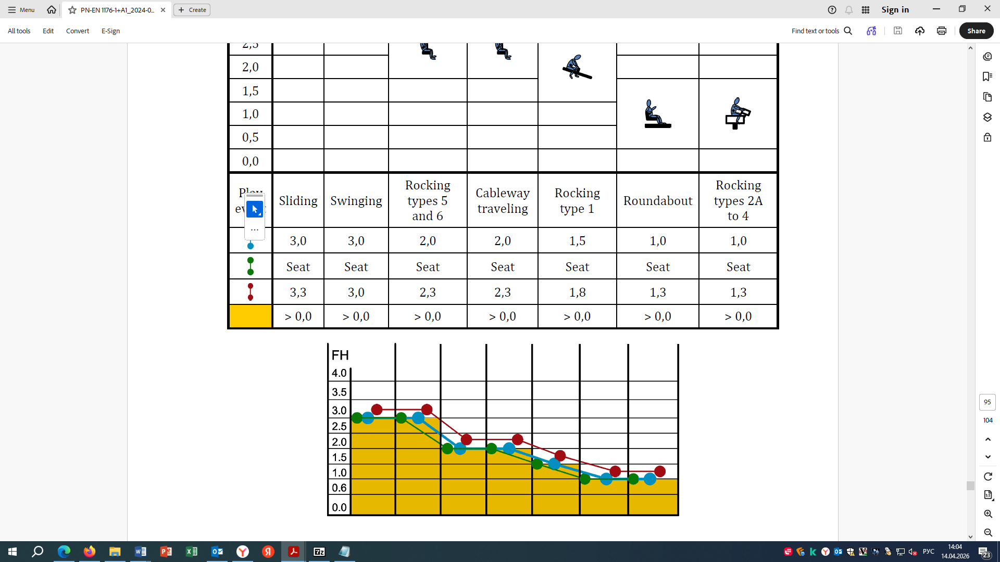 Menu
PN-EN 1176-1+A1_2024-0...
Create
Sign in
All tools
Edit
Convert
E-Sign
Find text or tools
Share
2,5
2,0
1,5
1,0
0,5
0,0
Sliding
Swinging
Rocking types 5 and 6
Cableway traveling
Rocking type 1
Roundabout
Rocking types 2A to 4
3,0 3,0 2,0 2,0 1,5 1,0 1,0
Seat Seat Seat Seat Seat Seat Seat
3,3 3,0 2,3 2,3 1,8 1,3 1,3
> 0,0 > 0,0 > 0,0 > 0,0 > 0,0 > 0,0 > 0,0
FH
4.0
3.5
3.0
2.5
2.0
1.5
1.0
0.6
0.0
95
104
РУС
14:04
14.04.2026
23